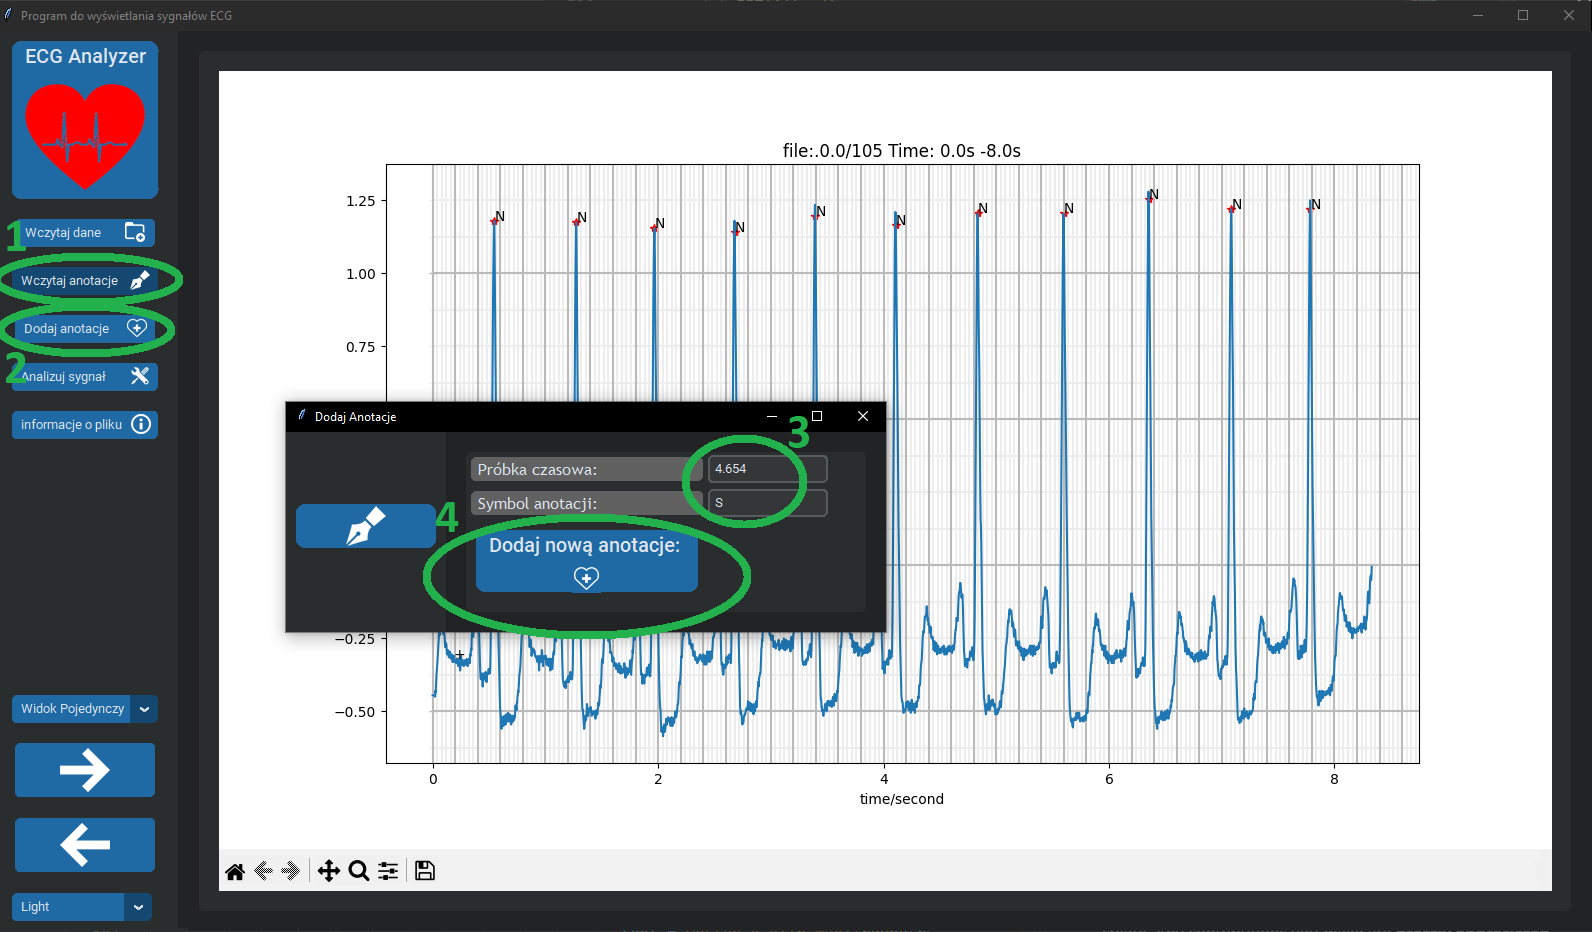 Program do wyświetlania sygnałów ECG
ECG Analyzer
1
Wczytaj dane
Wczytaj anotacje
Dodaj anotacje
2
Analizuj sygnał
informacje o pliku
Widok Pojedynczy
Light
file:.0.0/105 Time: 0.0s -8.0s
1.25
1.00
0.75
−0.25
−0.50
N N N N N N N N N N N
0 2 4 6 8
time/second
Dodaj Anotacje
3
Próbka czasowa: 4.654
Symbol anotacji: S
4
Dodaj nową anotacje: